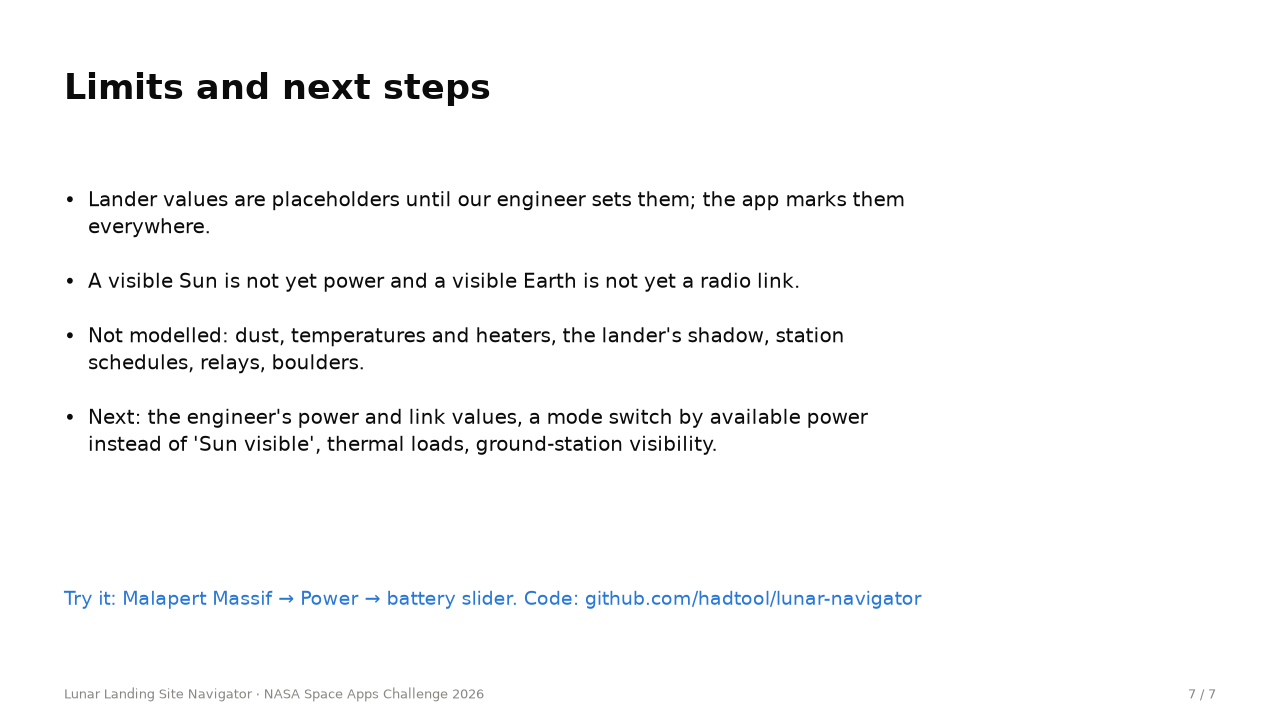 Limits and next steps
• Lander values are placeholders until our engineer sets them; the app marks them
everywhere.
• A visible Sun is not yet power and a visible Earth is not yet a radio link.
• Not modelled: dust, temperatures and heaters, the lander's shadow, station
schedules, relays, boulders.
• Next: the engineer's power and link values, a mode switch by available power
instead of 'Sun visible', thermal loads, ground-station visibility.
Try it: Malapert Massif → Power → battery slider. Code: github.com/hadtool/lunar-navigator
Lunar Landing Site Navigator · NASA Space Apps Challenge 2026
7 / 7